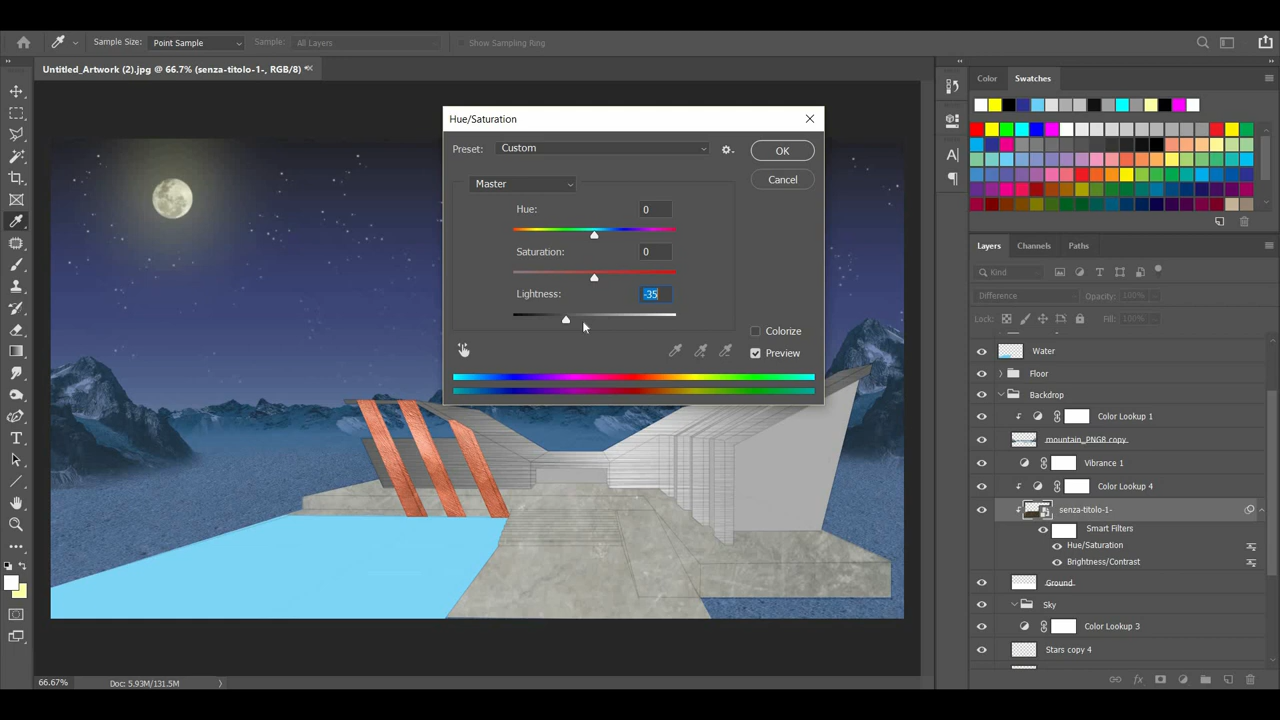 Sample Size: Point Sample Sample: All Layers Show Sampling Ring
Untitled_Artwork (2).jpg @ 66.7% (senza-titolo-1-, RGB/8) *
Hue/Saturation
Preset: Custom
OK
Master
Cancel
Hue: 0
Saturation: 0
Lightness: -35
Colorize
Preview
Color Swatches
Layers Channels Paths
Kind
Difference Opacity: 100%
Lock: Fill: 100%
Water
Floor
Backdrop
Color Lookup 1
mountain_PNG8 copy
Vibrance 1
Color Lookup 4
senza-titolo-1-
Smart Filters
Hue/Saturation
Brightness/Contrast
Ground
Sky
Color Lookup 3
Stars copy 4
66.67% Doc: 5.93M/131.5M